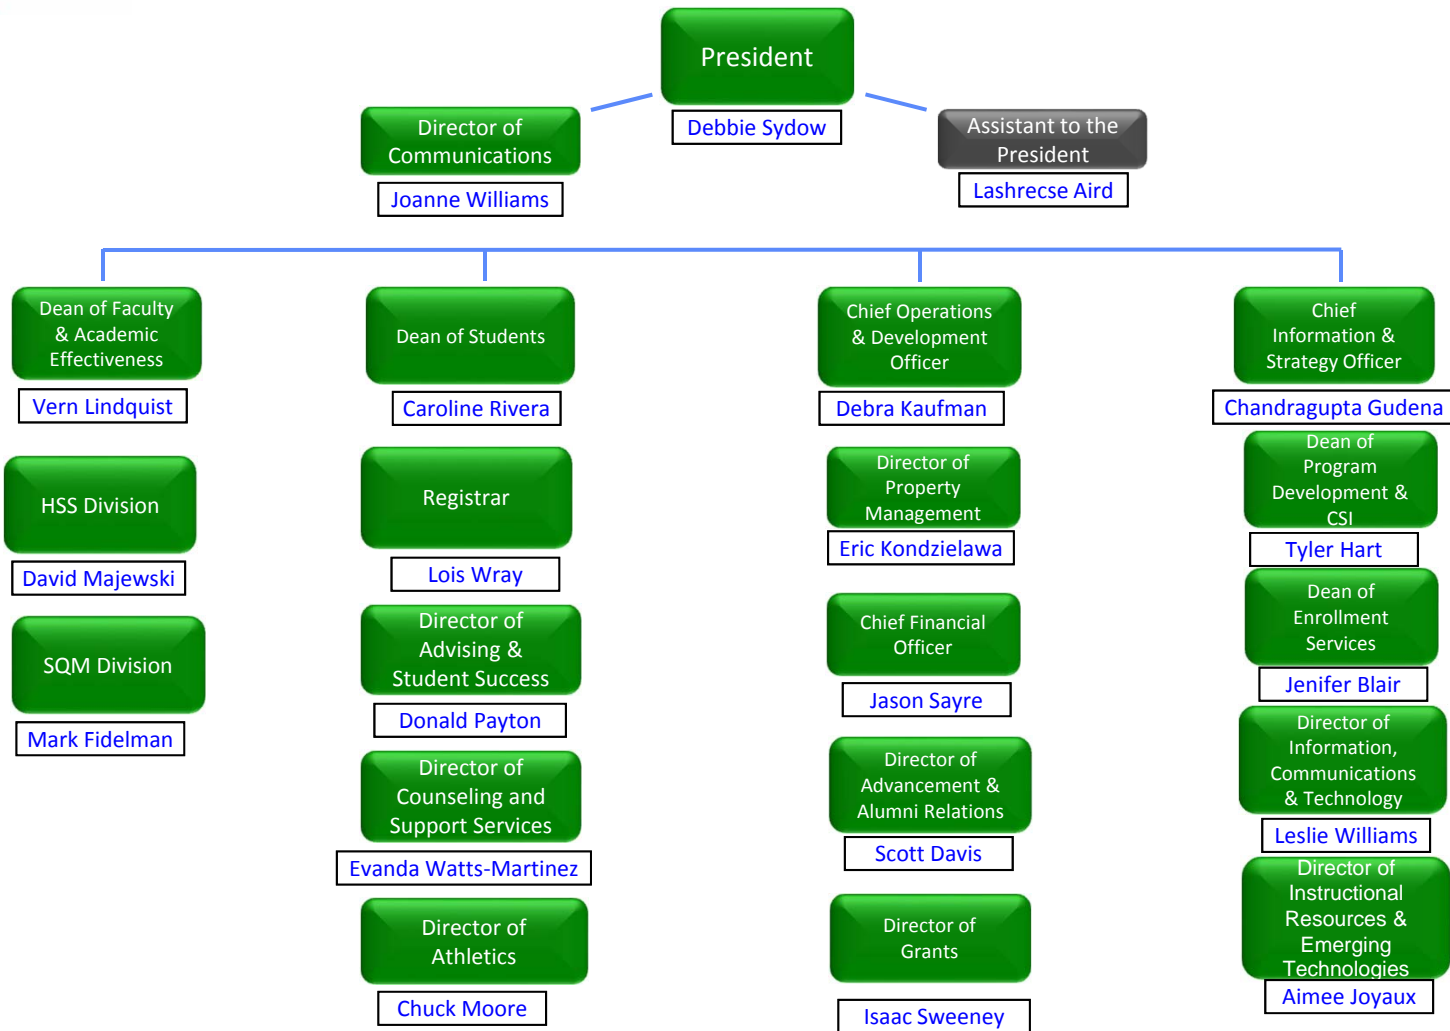 President
Debbie Sydow
Director of
Communications
Joanne Williams
Assistant to the
President
Lashrecse Aird
Dean of Faculty
& Academic
Effectiveness
Vern Lindquist
HSS Division
David Majewski
SQM Division
Mark Fidelman
Dean of Students
Caroline Rivera
Registrar
Lois Wray
Director of
Advising &
Student Success
Donald Payton
Director of
Counseling and
Support Services
Evanda Watts-Martinez
Director of
Athletics
Chuck Moore
Chief Operations
& Development
Officer
Debra Kaufman
Director of
Property
Management
Eric Kondzielawa
Chief Financial
Officer
Jason Sayre
Director of
Advancement &
Alumni Relations
Scott Davis
Director of
Grants
Isaac Sweeney
Chief
Information &
Strategy Officer
Chandragupta Gudena
Dean of
Program
Development &
CSI
Tyler Hart
Dean of
Enrollment
Services
Jenifer Blair
Director of
Information,
Communications
& Technology
Leslie Williams
Director of
Instructional
Resources &
Emerging
Technologies
Aimee Joyaux